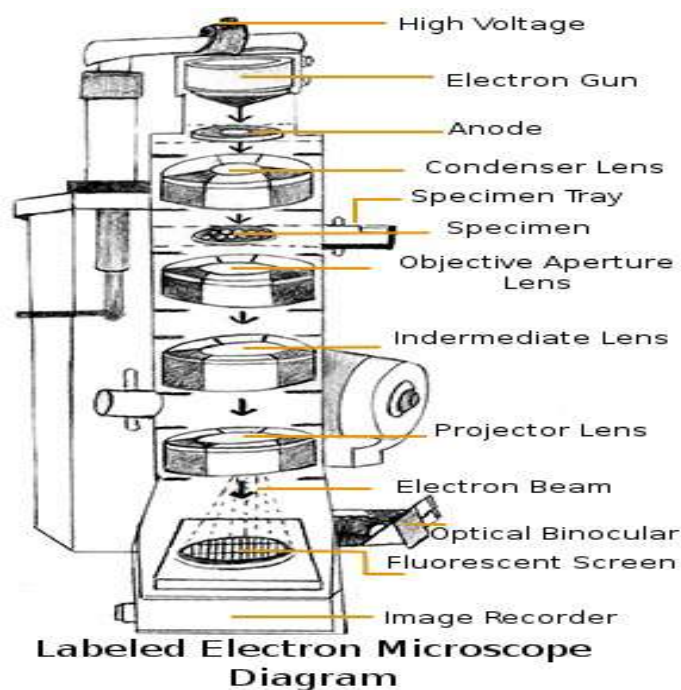 High Voltage
Electron Gun
Anode
Condenser Lens
Specimen Tray
Specimen
Objective Aperture
Lens
Indermediate Lens
Projector Lens
Electron Beam
Optical Binocular
Fluorescent Screen
Image Recorder
Labeled Electron Microscope
Diagram